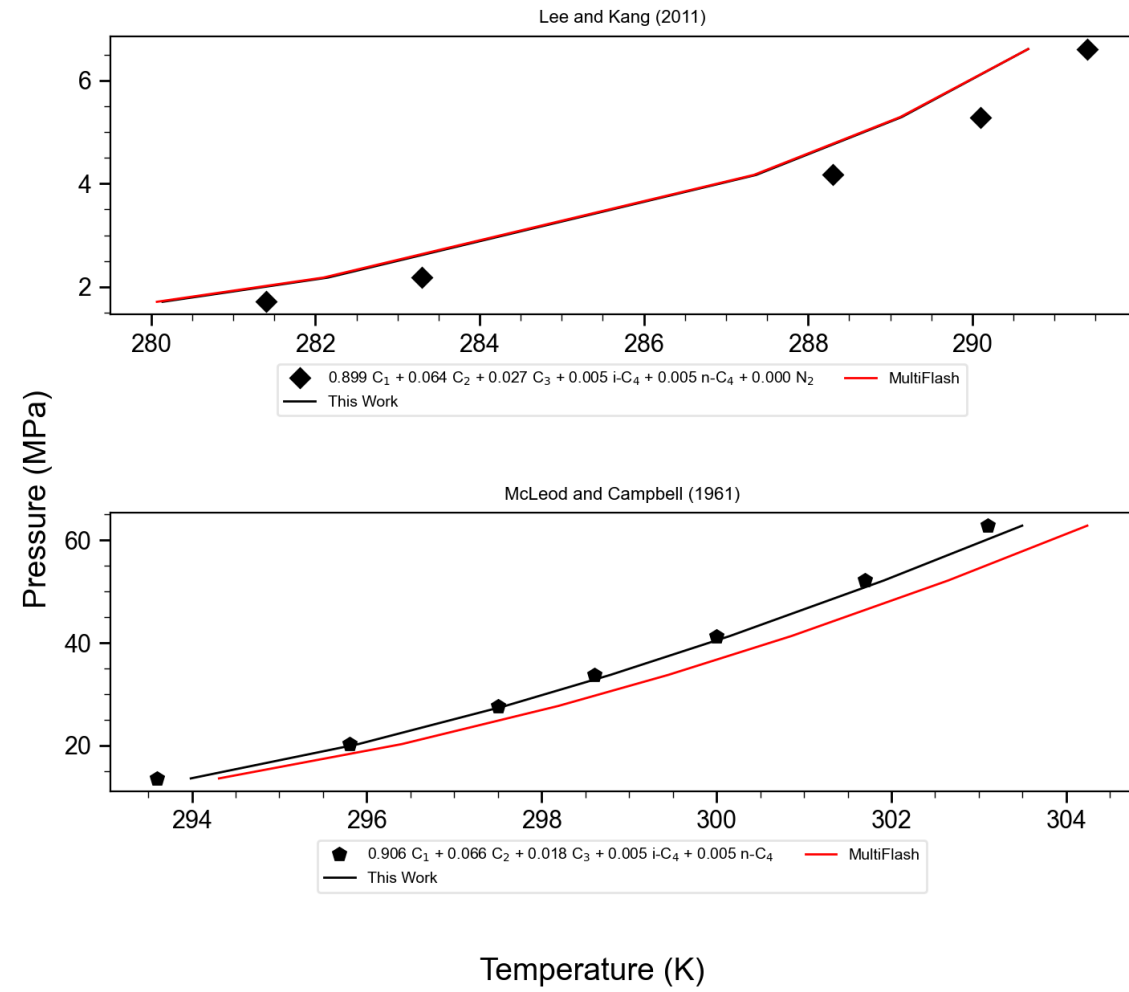 Lee and Kang (2011)
6
4
2
280 282 284 286 288 290
0.899 C₁ + 0.064 C₂ + 0.027 C₃ + 0.005 i-C₄ + 0.005 n-C₄ + 0.000 N₂ MultiFlash
This Work
Pressure (MPa)
McLeod and Campbell (1961)
60
40
20
294 296 298 300 302 304
0.906 C₁ + 0.066 C₂ + 0.018 C₃ + 0.005 i-C₄ + 0.005 n-C₄ MultiFlash
This Work
Temperature (K)